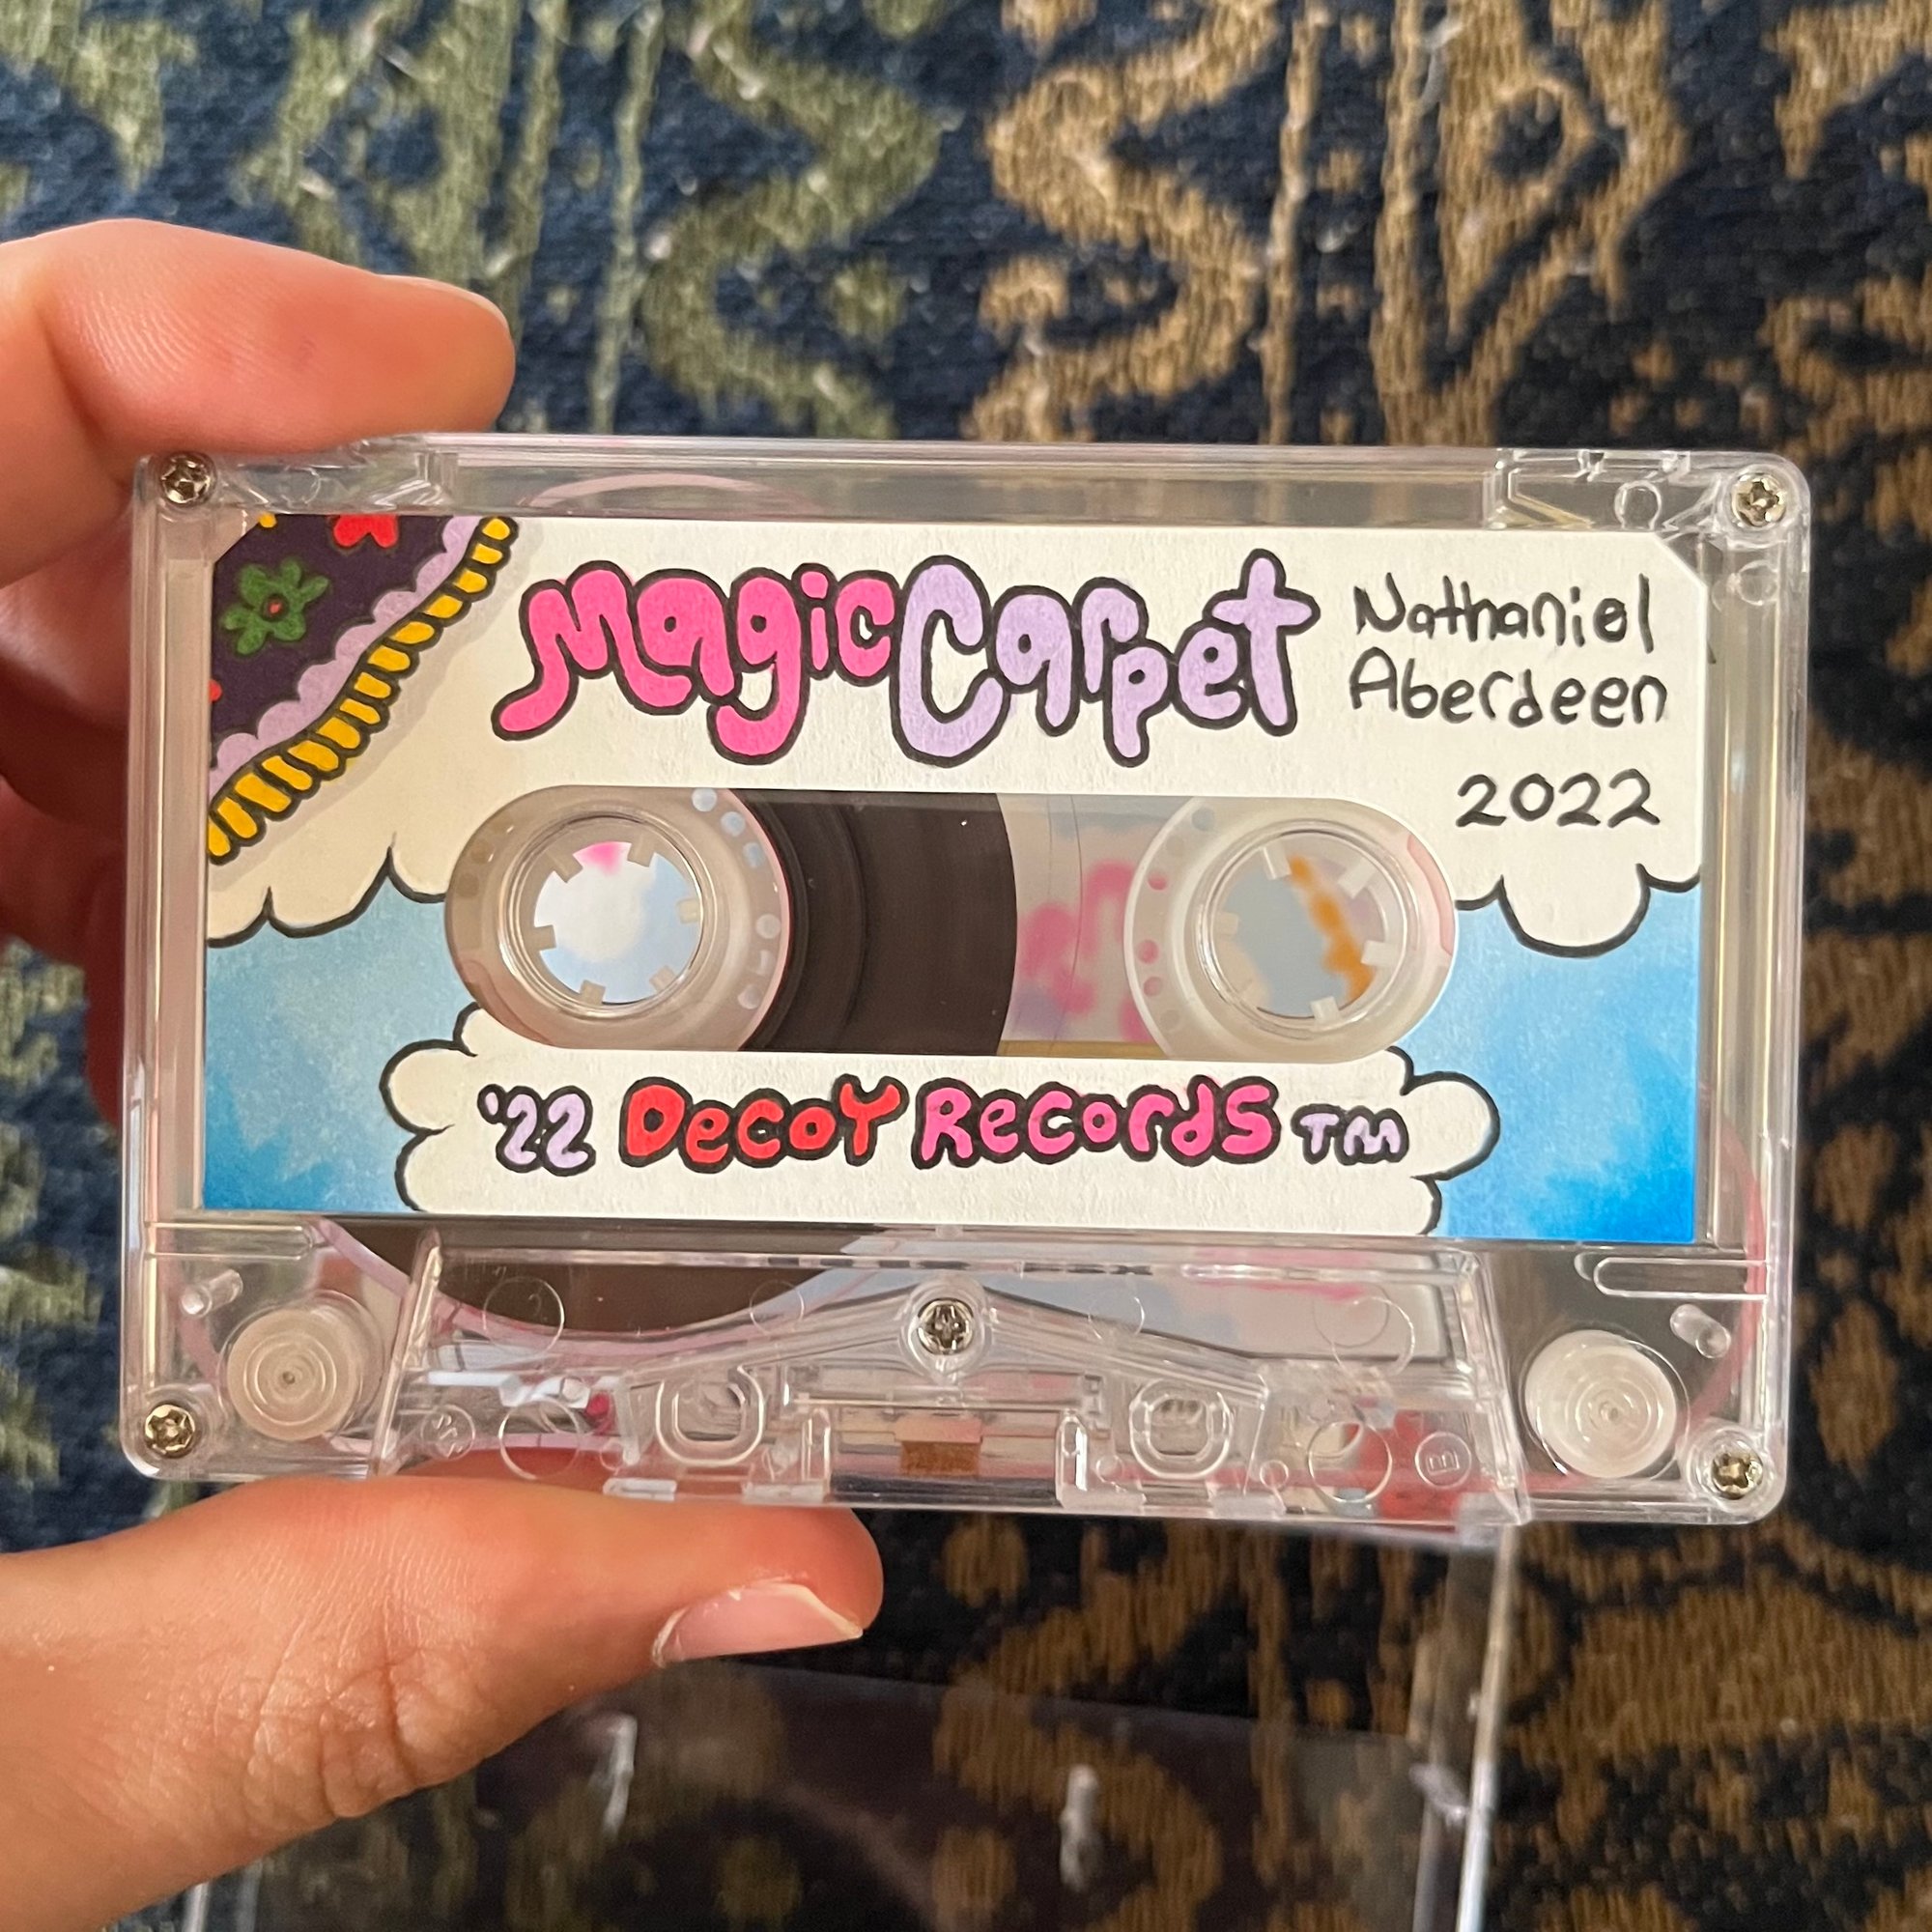 Magic Carpet
Nathaniel
Aberdeen
2022
'22 Decoy Records TM
B